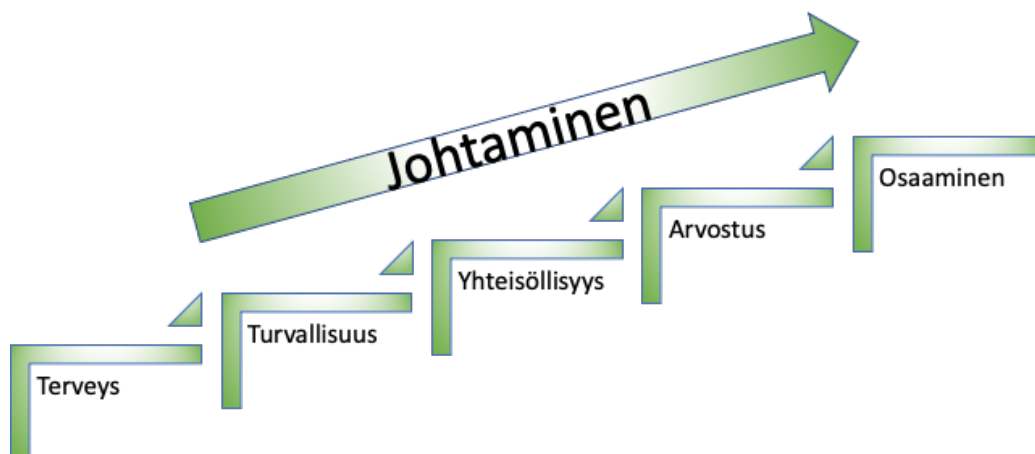 Johtaminen
Osaaminen
Arvostus
Yhteisöllisyys
Turvallisuus
Terveys